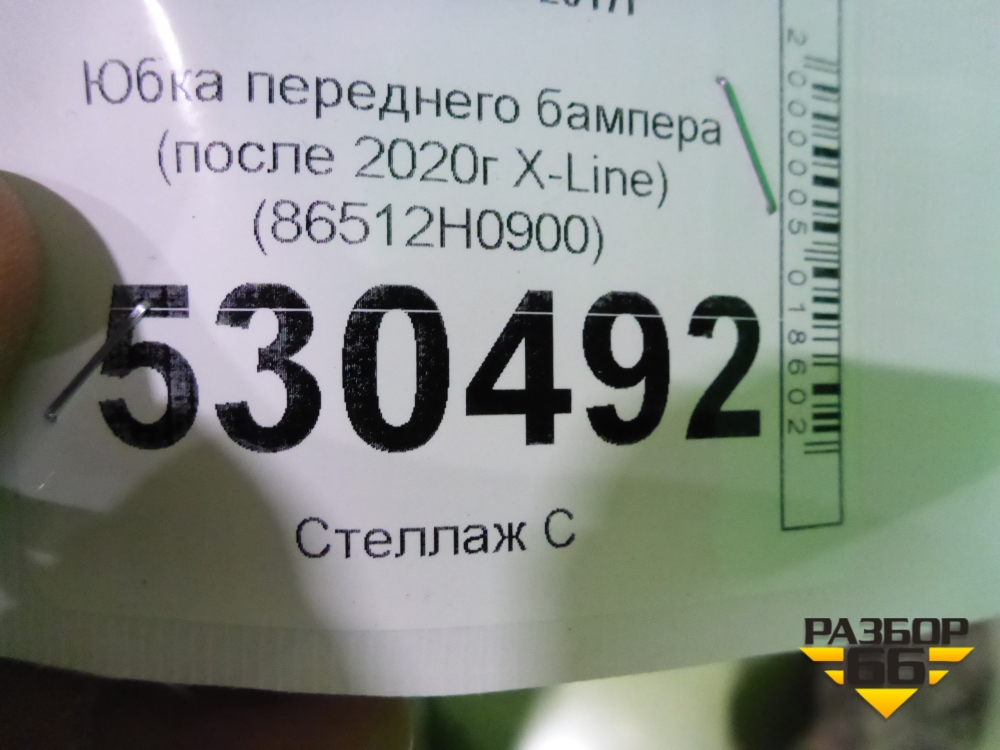 Юбка переднего бампера
(после 2020г X-Line)
(86512H0900)
530492
Стеллаж С
2000005018602
РАЗБОР
66